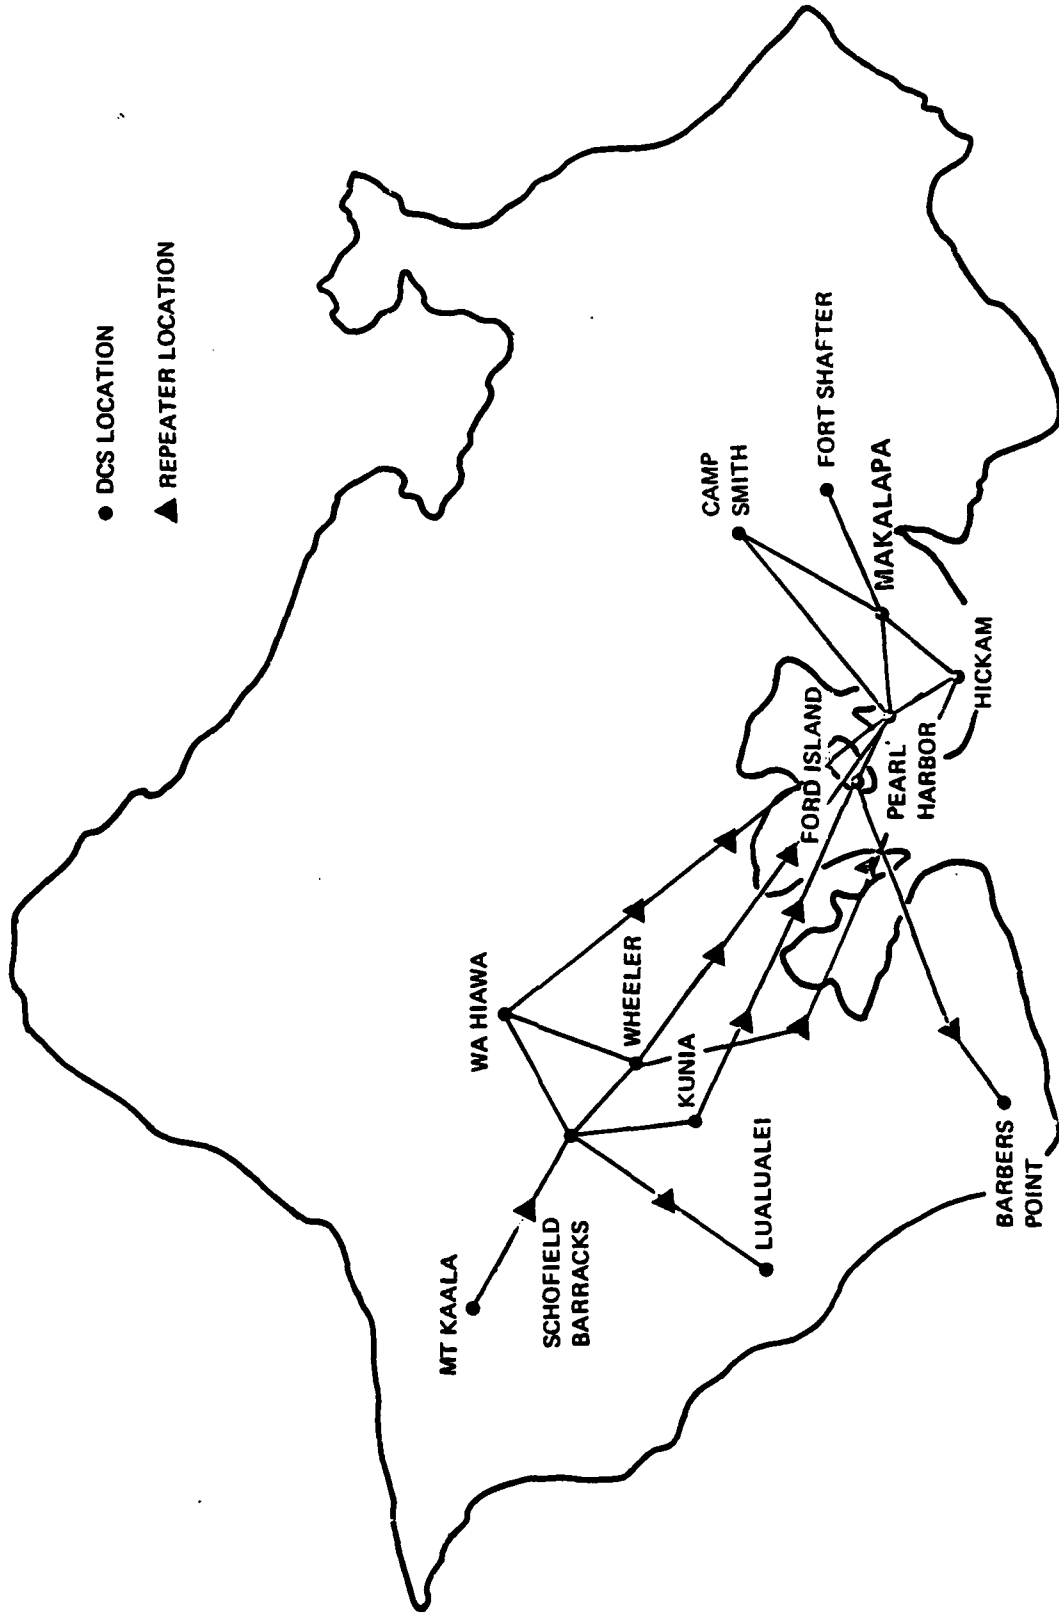 ● DCS LOCATION
▲ REPEATER LOCATION
WA HIAWA
MT KAALA
SCHOFIELD
BARRACKS
WHEELER
KUNIA
LUALUALEI
CAMP
SMITH
FORT SHAFTER
MAKALAPA
FORD ISLAND
PEARL
HARBOR
HICKAM
BARBERS
POINT